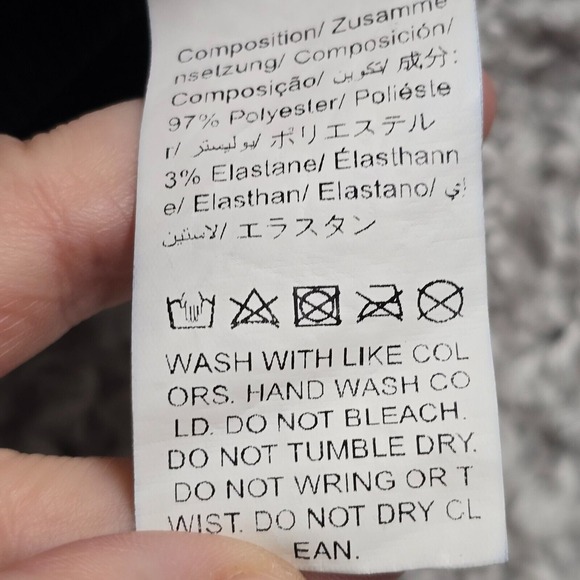 Composition/ Zusamme
nsetzung/ Composición/
Composição/ تكوين/ 成分:
97% Polyester/ Poliéste
r/ بوليستر/ ポリエステル
3% Elastane/ Élasthann
e/ Elasthan/ Elastano/ إي
لاستين/ エラスタン
WASH WITH LIKE COL
ORS. HAND WASH CO
LD. DO NOT BLEACH.
DO NOT TUMBLE DRY.
DO NOT WRING OR T
WIST. DO NOT DRY CL
EAN.